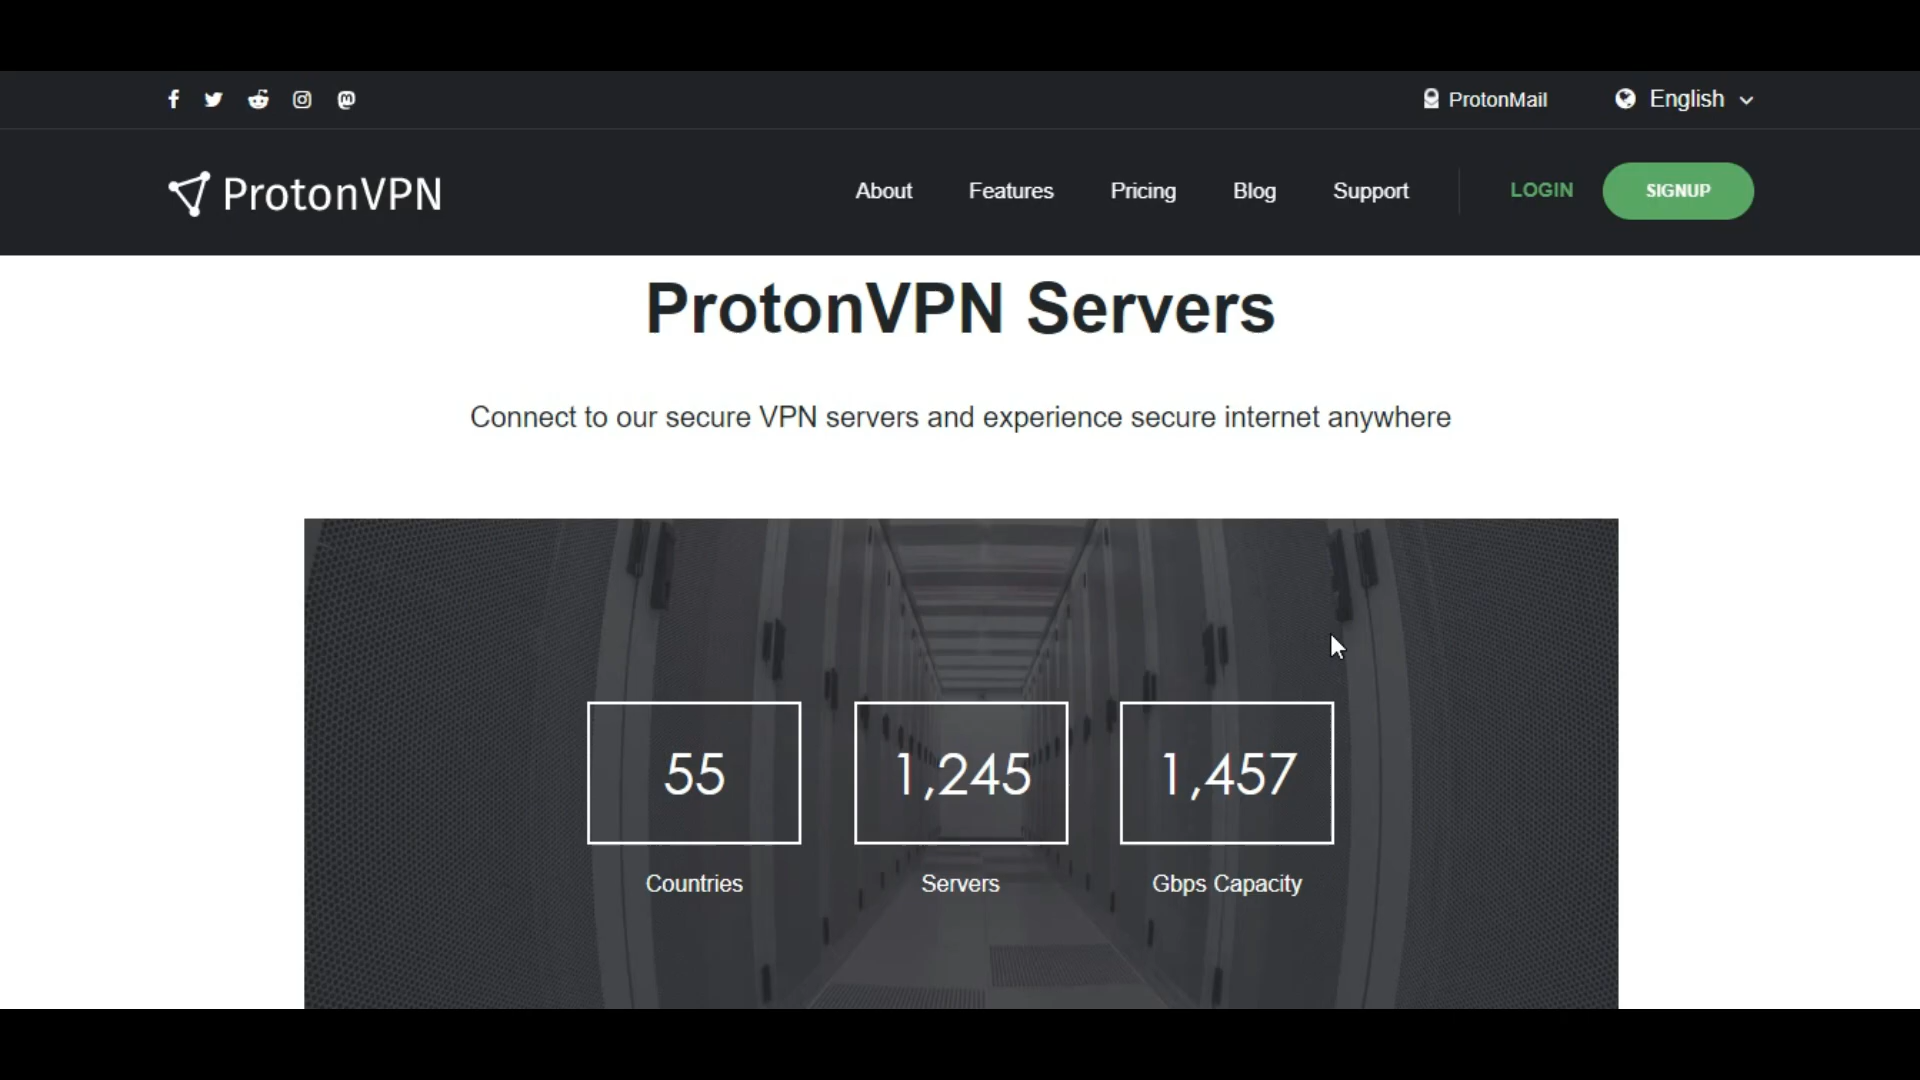 ProtonMail
English
ProtonVPN
About
Features
Pricing
Blog
Support
LOGIN
SIGNUP
ProtonVPN Servers
Connect to our secure VPN servers and experience secure internet anywhere
55
1,245
1,457
Countries
Servers
Gbps Capacity